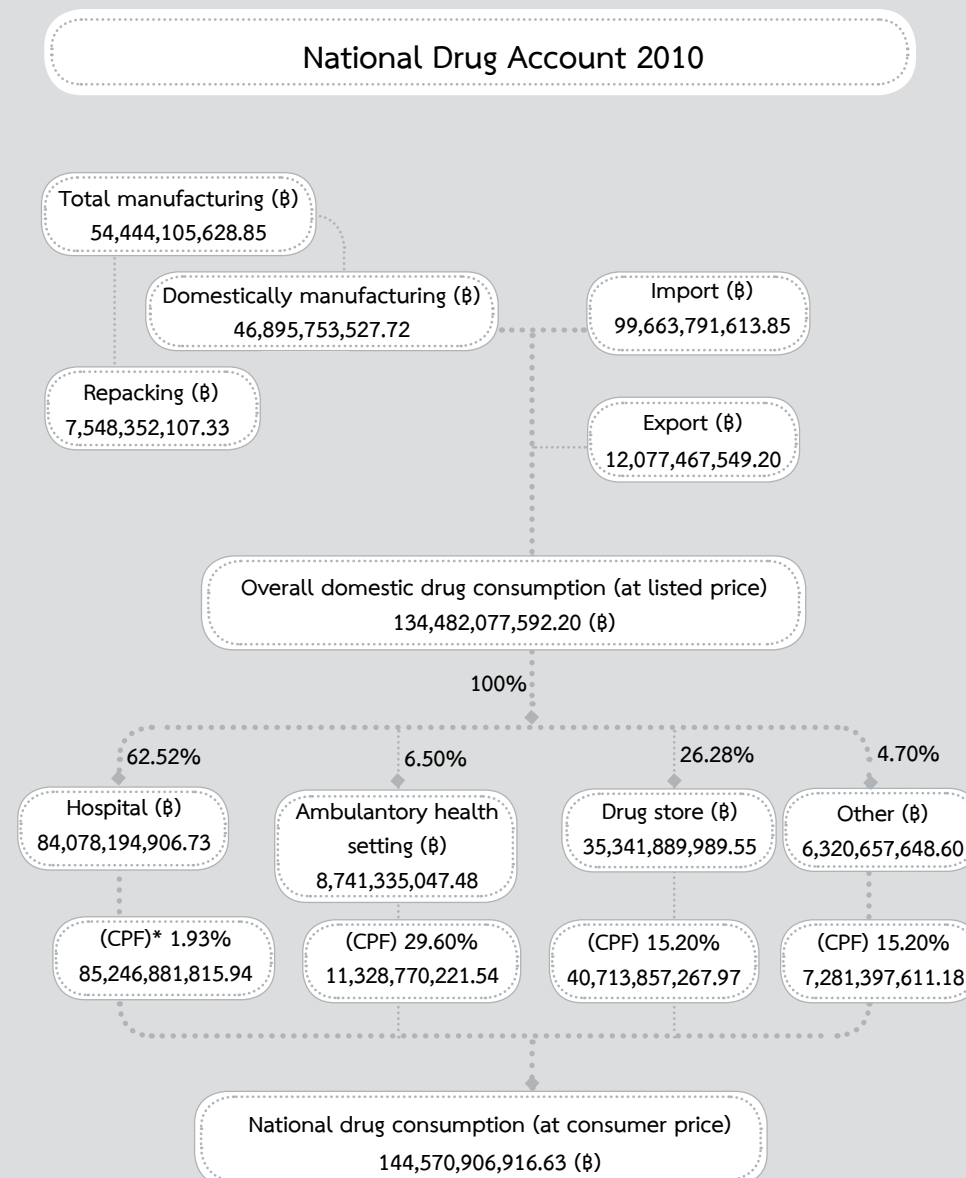 National Drug Account 2010
Total manufacturing (฿)
54,444,105,628.85
Domestically manufacturing (฿)
46,895,753,527.72
Import (฿)
99,663,791,613.85
Repacking (฿)
7,548,352,107.33
Export (฿)
12,077,467,549.20
Overall domestic drug consumption (at listed price)
134,482,077,592.20 (฿)
100%
62.52%
6.50%
26.28%
4.70%
Hospital (฿)
84,078,194,906.73
Ambulantory health
setting (฿)
8,741,335,047.48
Drug store (฿)
35,341,889,989.55
Other (฿)
6,320,657,648.60
(CPF)* 1.93%
85,246,881,815.94
(CPF) 29.60%
11,328,770,221.54
(CPF) 15.20%
40,713,857,267.97
(CPF) 15.20%
7,281,397,611.18
National drug consumption (at consumer price)
144,570,906,916.63 (฿)